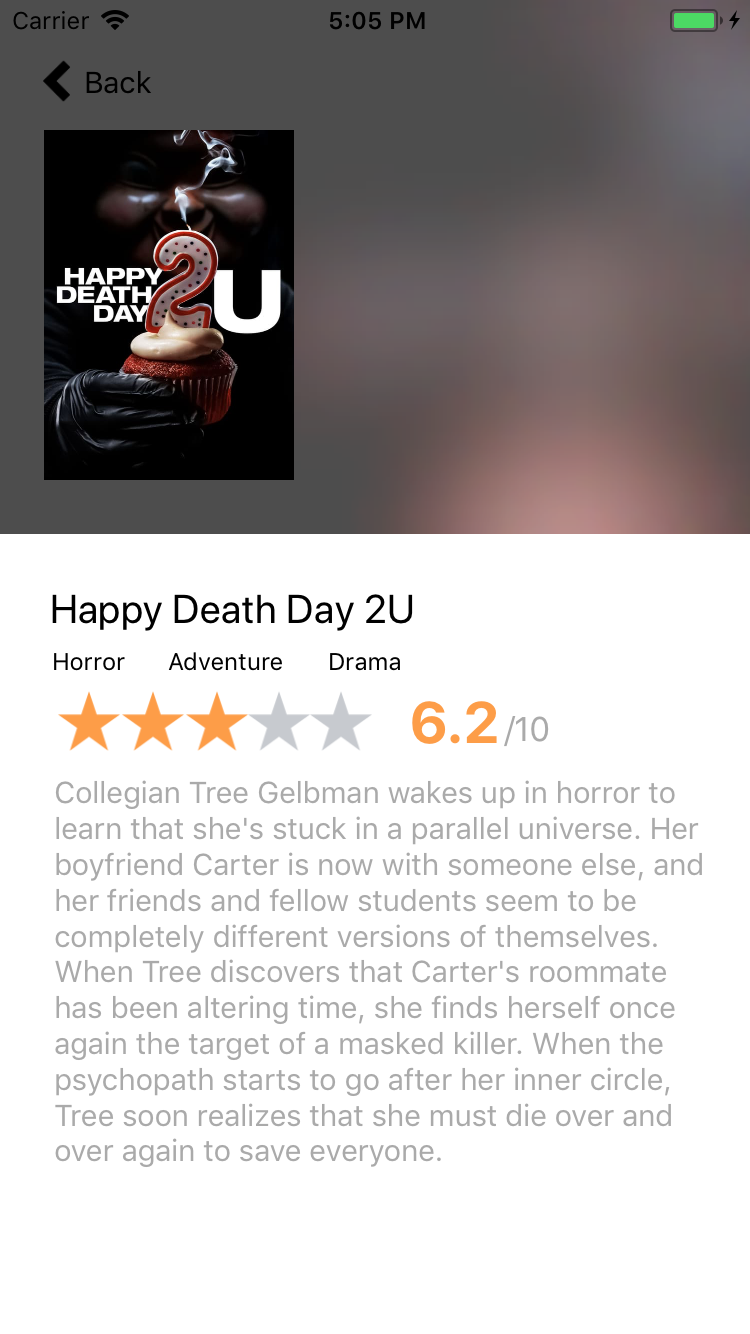 Carrier 5:05 PM
Back
HAPPY
DEATH
DAY
2U
Happy Death Day 2U
Horror Adventure Drama
6.2/10
Collegian Tree Gelbman wakes up in horror to
learn that she's stuck in a parallel universe. Her
boyfriend Carter is now with someone else, and
her friends and fellow students seem to be
completely different versions of themselves.
When Tree discovers that Carter's roommate
has been altering time, she finds herself once
again the target of a masked killer. When the
psychopath starts to go after her inner circle,
Tree soon realizes that she must die over and
over again to save everyone.